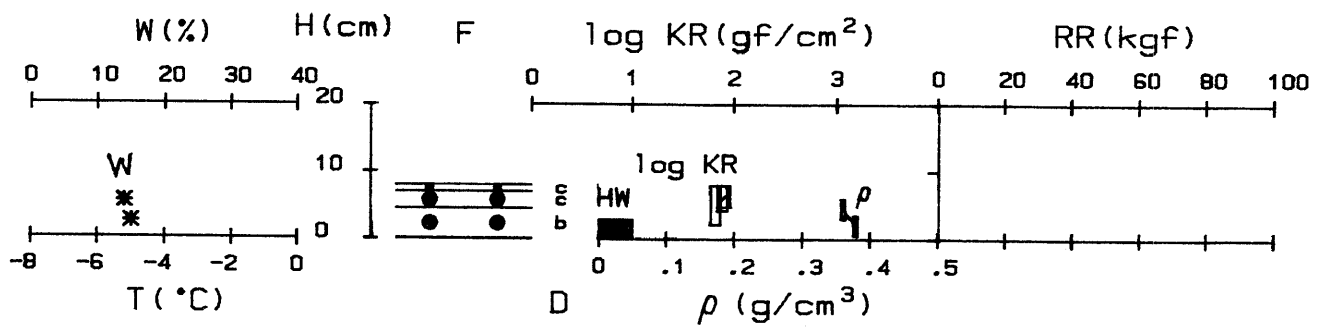 W(%) H(cm) F log KR(gf/cm²) RR(kgf)
0 10 20 30 40 0 1 2 3 0 20 40 60 80 100
20
W 10 log KR
c
c HW ρ
b
0
-8 -6 -4 -2 0 0 .1 .2 .3 .4 .5
T(°C) D ρ (g/cm³)